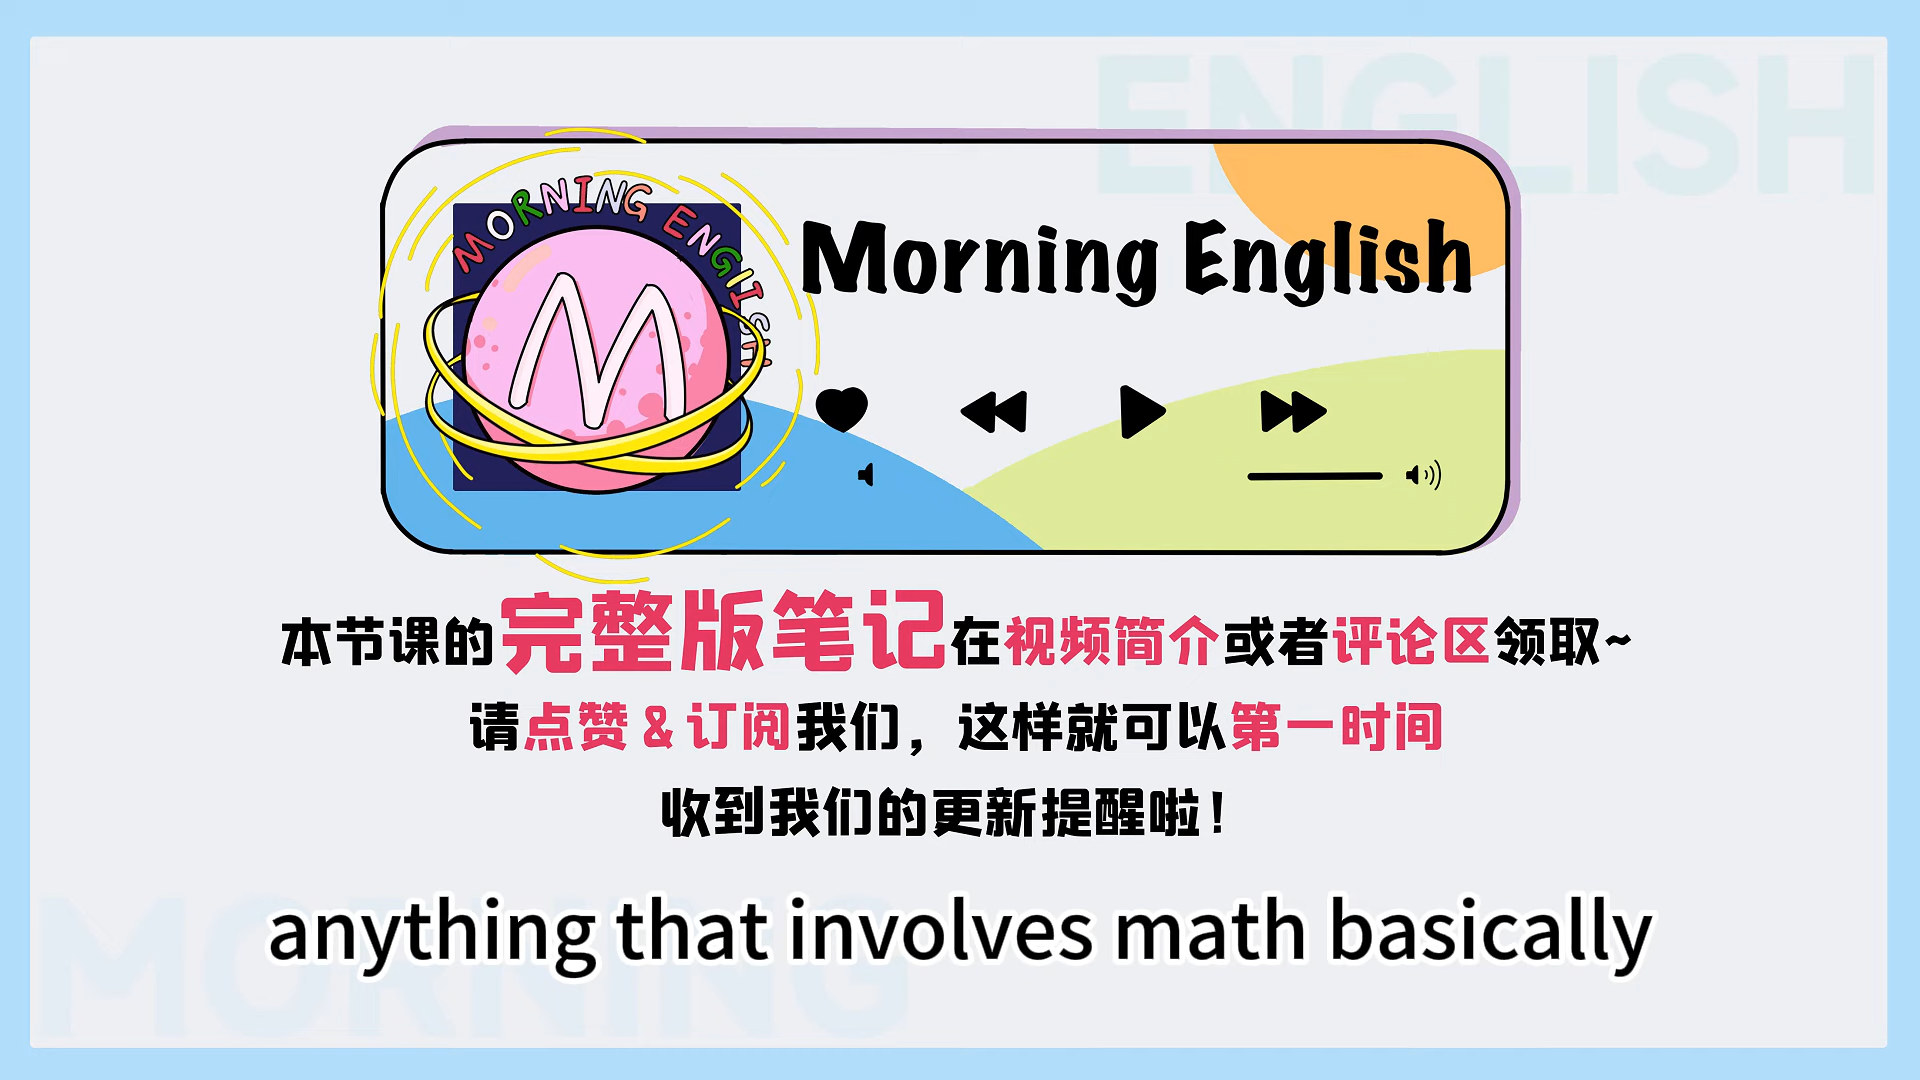 ENGLISH
MORNING ENGLISH
M
Morning English
本节课的完整版笔记在视频简介或者评论区领取~
请点赞&订阅我们，这样就可以第一时间
收到我们的更新提醒啦！
anything that involves math basically
MORNING